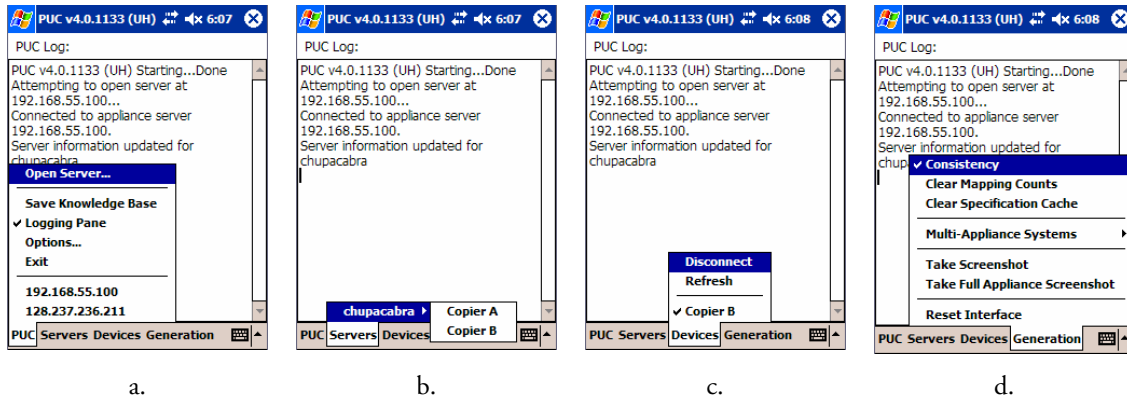 PUC v4.0.1133 (UH) 6:07
PUC Log:
PUC v4.0.1133 (UH) Starting...Done
Attempting to open server at
192.168.55.100...
Connected to appliance server
192.168.55.100.
Server information updated for
chupacabra
Open Server...
Save Knowledge Base
Logging Pane
Options...
Exit
192.168.55.100
128.237.236.211
PUC Servers Devices Generation
a.
PUC v4.0.1133 (UH) 6:07
PUC Log:
PUC v4.0.1133 (UH) Starting...Done
Attempting to open server at
192.168.55.100...
Connected to appliance server
192.168.55.100.
Server information updated for
chupacabra
chupacabra
Copier A
Copier B
PUC Servers Devices
b.
PUC v4.0.1133 (UH) 6:08
PUC Log:
PUC v4.0.1133 (UH) Starting...Done
Attempting to open server at
192.168.55.100...
Connected to appliance server
192.168.55.100.
Server information updated for
chupacabra
Disconnect
Refresh
Copier B
PUC Servers Devices Generation
c.
PUC v4.0.1133 (UH) 6:08
PUC Log:
PUC v4.0.1133 (UH) Starting...Done
Attempting to open server at
192.168.55.100...
Connected to appliance server
192.168.55.100.
Server information updated for
chup
Consistency
Clear Mapping Counts
Clear Specification Cache
Multi-Appliance Systems
Take Screenshot
Take Full Appliance Screenshot
Reset Interface
PUC Servers Devices Generation
d.